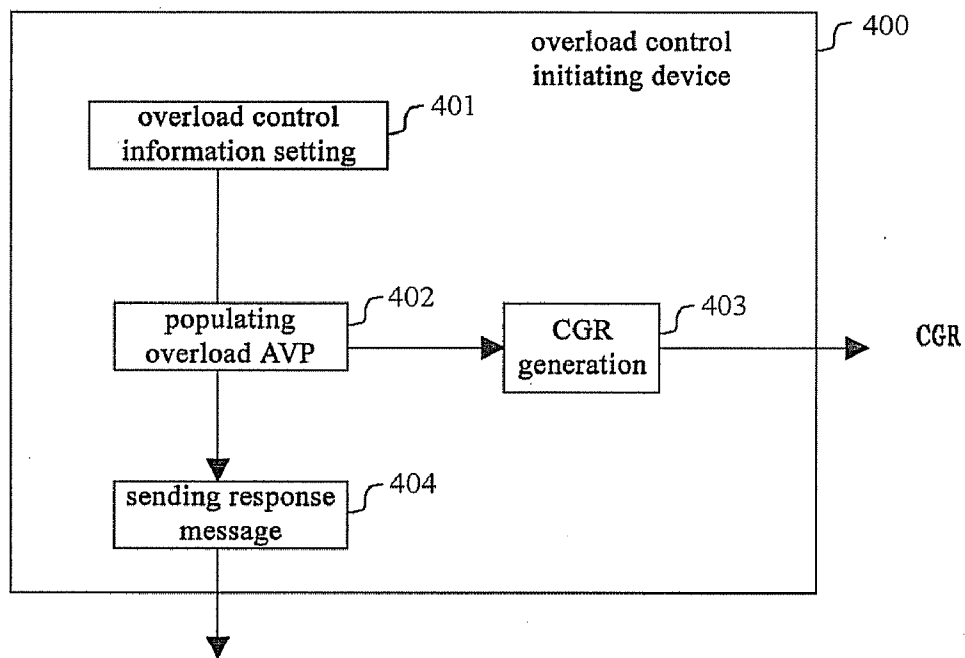 overload control
initiating device
400
overload control
information setting
401
populating
overload AVP
402
CGR
generation
403
CGR
sending response
message
404